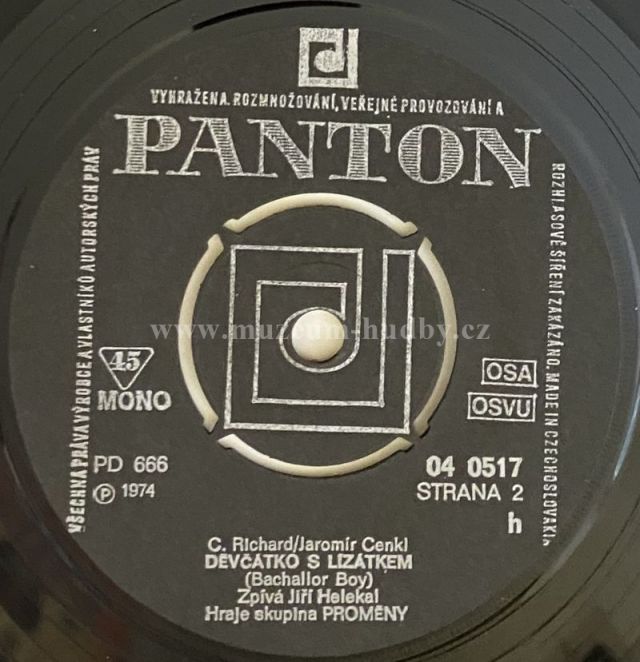 VYHRAŽENA. ROZMNOŽOVÁNÍ, VEŘEJNÉ PROVOZOVÁNÍ A
PANTON
VŠECHNA PRÁVA VÝROBCE A VLASTNÍKŮ AUTORSKÝCH PRÁV
ROZHLASOVÉ ŠÍŘENÍ ZAKÁZÁNO. MADE IN CZECHOSLOVAKIA
www.muzeum-hudby.cz
45
MONO
OSA
OSVU
PD 666
04 0517
Ⓟ 1974
STRANA 2
h
C. Richard/Jaromír Cenkl
DĚVČÁTKO S LÍZÁTKEM
(Bachallor Boy)
Zpívá Jiří Helekal
Hraje skupina PROMĚNY